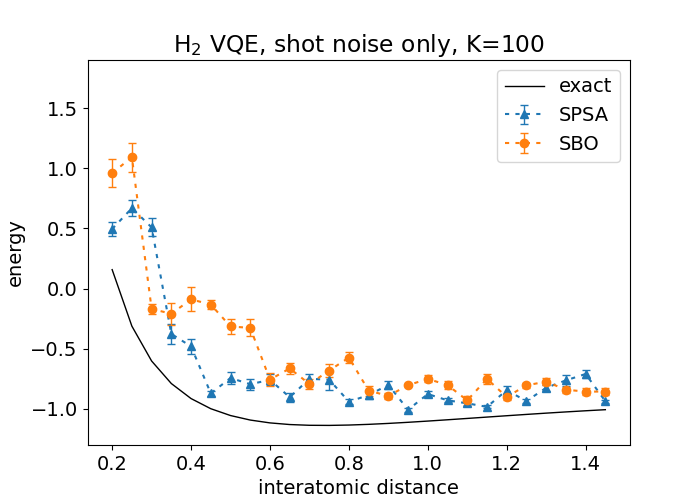 H₂ VQE, shot noise only, K=100
exact
SPSA
SBO
energy
1.5
1.0
0.5
0.0
−0.5
−1.0
0.2 0.4 0.6 0.8 1.0 1.2 1.4
interatomic distance